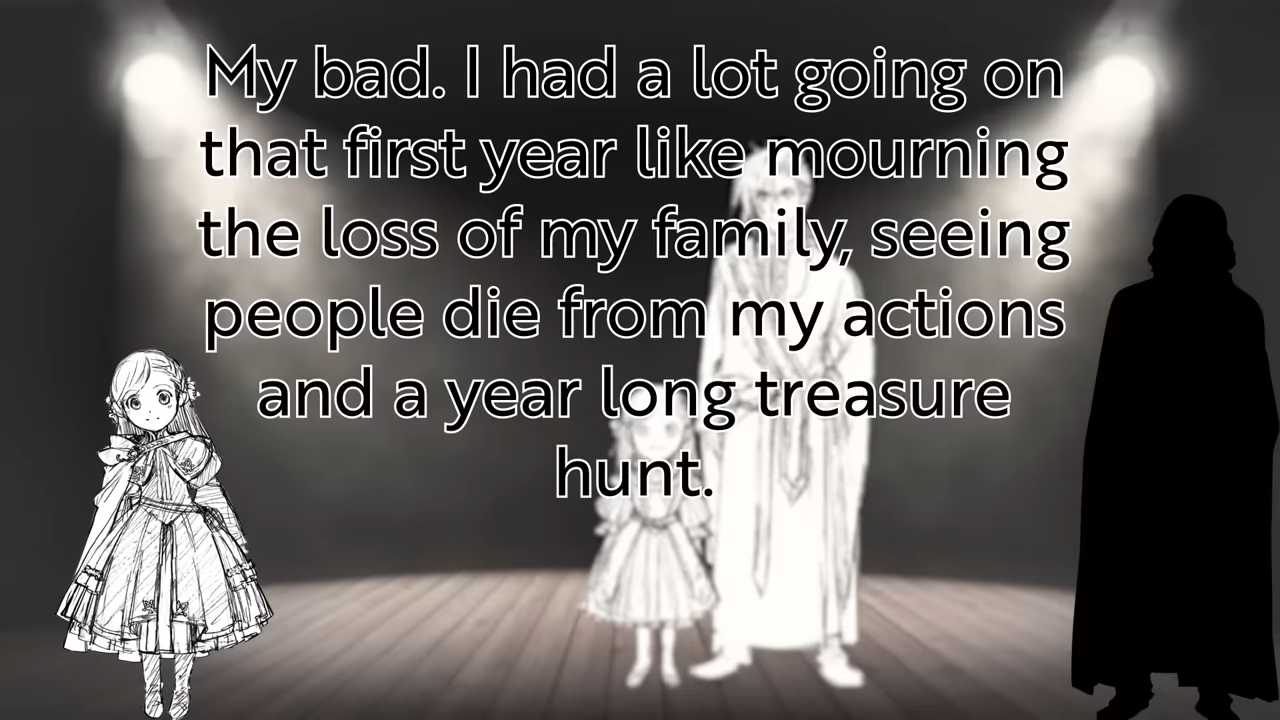 My bad. I had a lot going on
that first year like mourning
the loss of my family, seeing
people die from my actions
and a year long treasure
hunt.